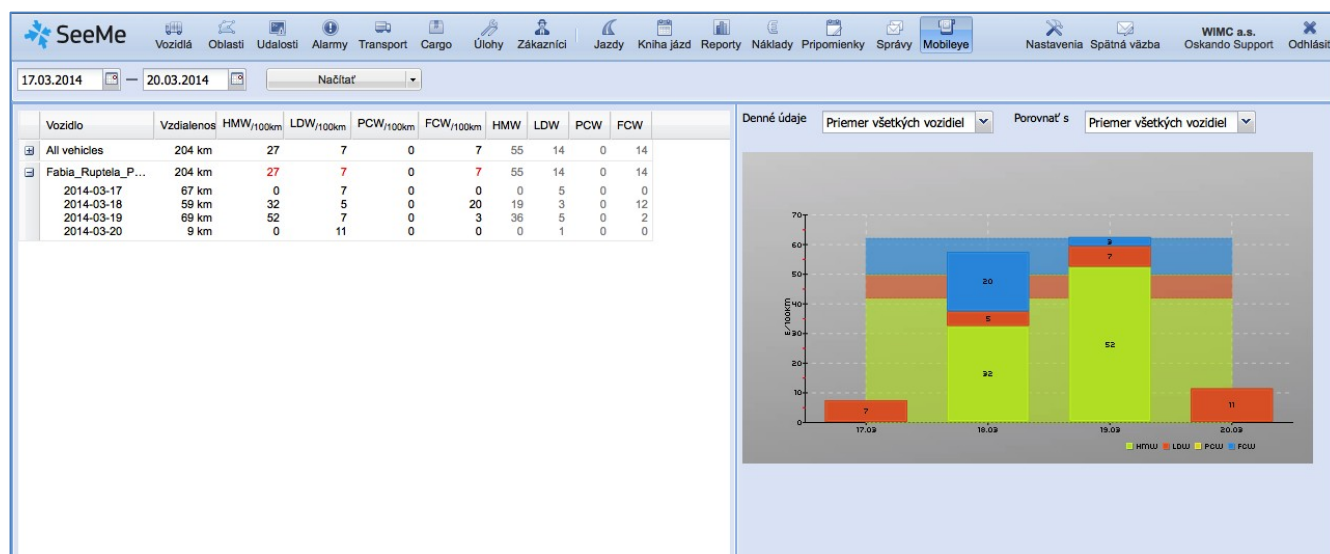 SeeMe
Vozidlá Oblasti Udalosti Alarmy Transport Cargo Úlohy Zákazníci Jazdy Kniha jázd Reporty Náklady Pripomienky Správy Mobileye Nastavenia Spätná väzba WIMC a.s. Oskando Support Odhlásiť
17.03.2014 — 20.03.2014 Načítať
Vozidlo Vzdialenos HMW/100km LDW/100km PCW/100km FCW/100km HMW LDW PCW FCW
All vehicles 204 km 27 7 0 7 55 14 0 14
Fabia_Ruptela_P... 204 km 27 7 0 7 55 14 0 14
2014-03-17 67 km 0 7 0 0 0 5 0 0
2014-03-18 59 km 32 5 0 20 19 3 0 12
2014-03-19 69 km 52 7 0 3 36 5 0 2
2014-03-20 9 km 0 11 0 0 0 1 0 0
Denné údaje Priemer všetkých vozidiel Porovnať s Priemer všetkých vozidiel
70
60
50
40
30
20
10
0
E/100KM
7
20
5
32
3
7
52
11
17.03 18.03 19.03 20.03
HMW LDW PCW FCW